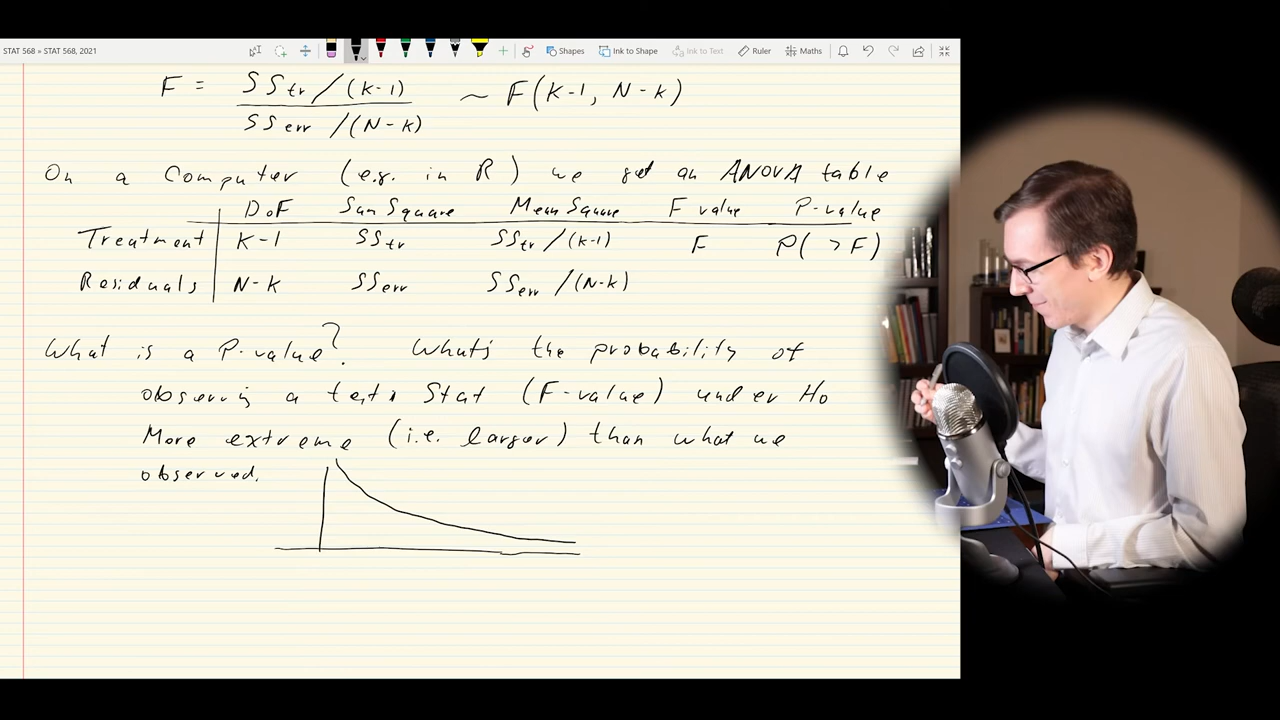 STAT 568 » STAT 568, 2021
Shapes Ink to Shape Ink to Text Ruler Maths
F = SStr/(K-1) ~ F(K-1, N-k)
SSerr /(N-k)
On a Computer (e.g. in R) we get an ANOVA table
DoF Sum Square Mean Square F value P-value
Treatment K-1 SStr SStr/(k-1) F P( >F)
Residuals N-k SSerr SSerr/(N-k)
What is a P-value? What's the probability of
observing a test Stat (F-value) under Ho
More extreme (i.e. larger) than what we
observed.